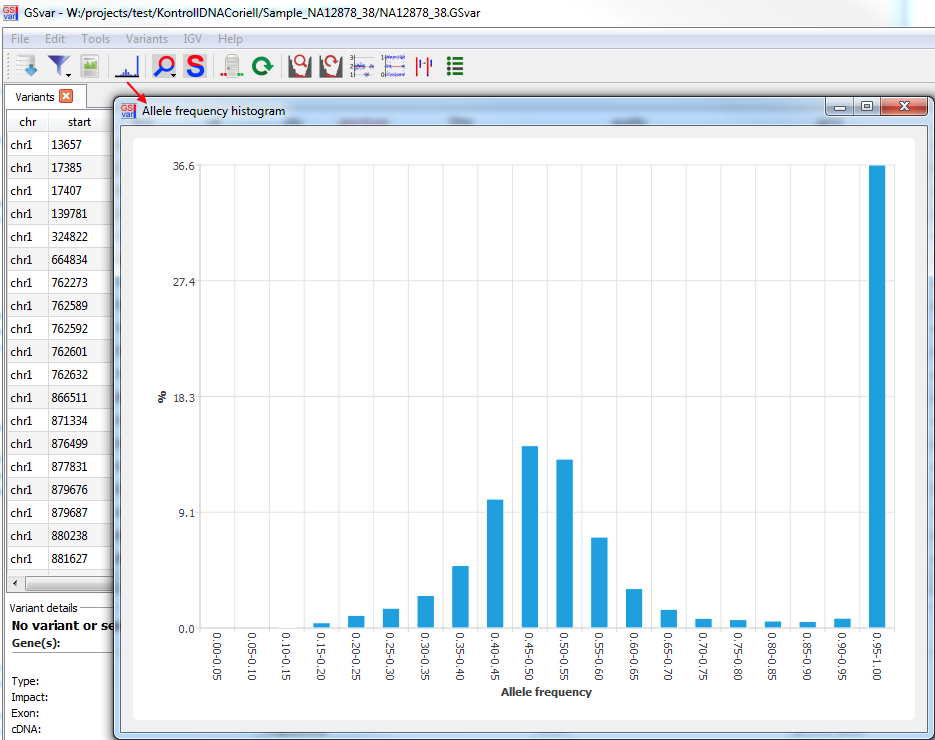 GSvar - W:/projects/test/KontrollDNACoriell/Sample_NA12878_38/NA12878_38.GSvar
File Edit Tools Variants IGV Help
Variants
Allele frequency histogram
chr start
chr1 13657
chr1 17385
chr1 17407
chr1 139781
chr1 324822
chr1 664834
chr1 762273
chr1 762589
chr1 762592
chr1 762601
chr1 762632
chr1 866511
chr1 871334
chr1 876499
chr1 877831
chr1 879676
chr1 879687
chr1 880238
chr1 881627
Variant details
No variant or se
Gene(s):
Type:
Impact:
Exon:
cDNA:
36.6
27.4
18.3
9.1
0.0
%
0.00-0.05
0.05-0.10
0.10-0.15
0.15-0.20
0.20-0.25
0.25-0.30
0.30-0.35
0.35-0.40
0.40-0.45
0.45-0.50
0.50-0.55
0.55-0.60
0.60-0.65
0.65-0.70
0.70-0.75
0.75-0.80
0.80-0.85
0.85-0.90
0.90-0.95
0.95-1.00
Allele frequency